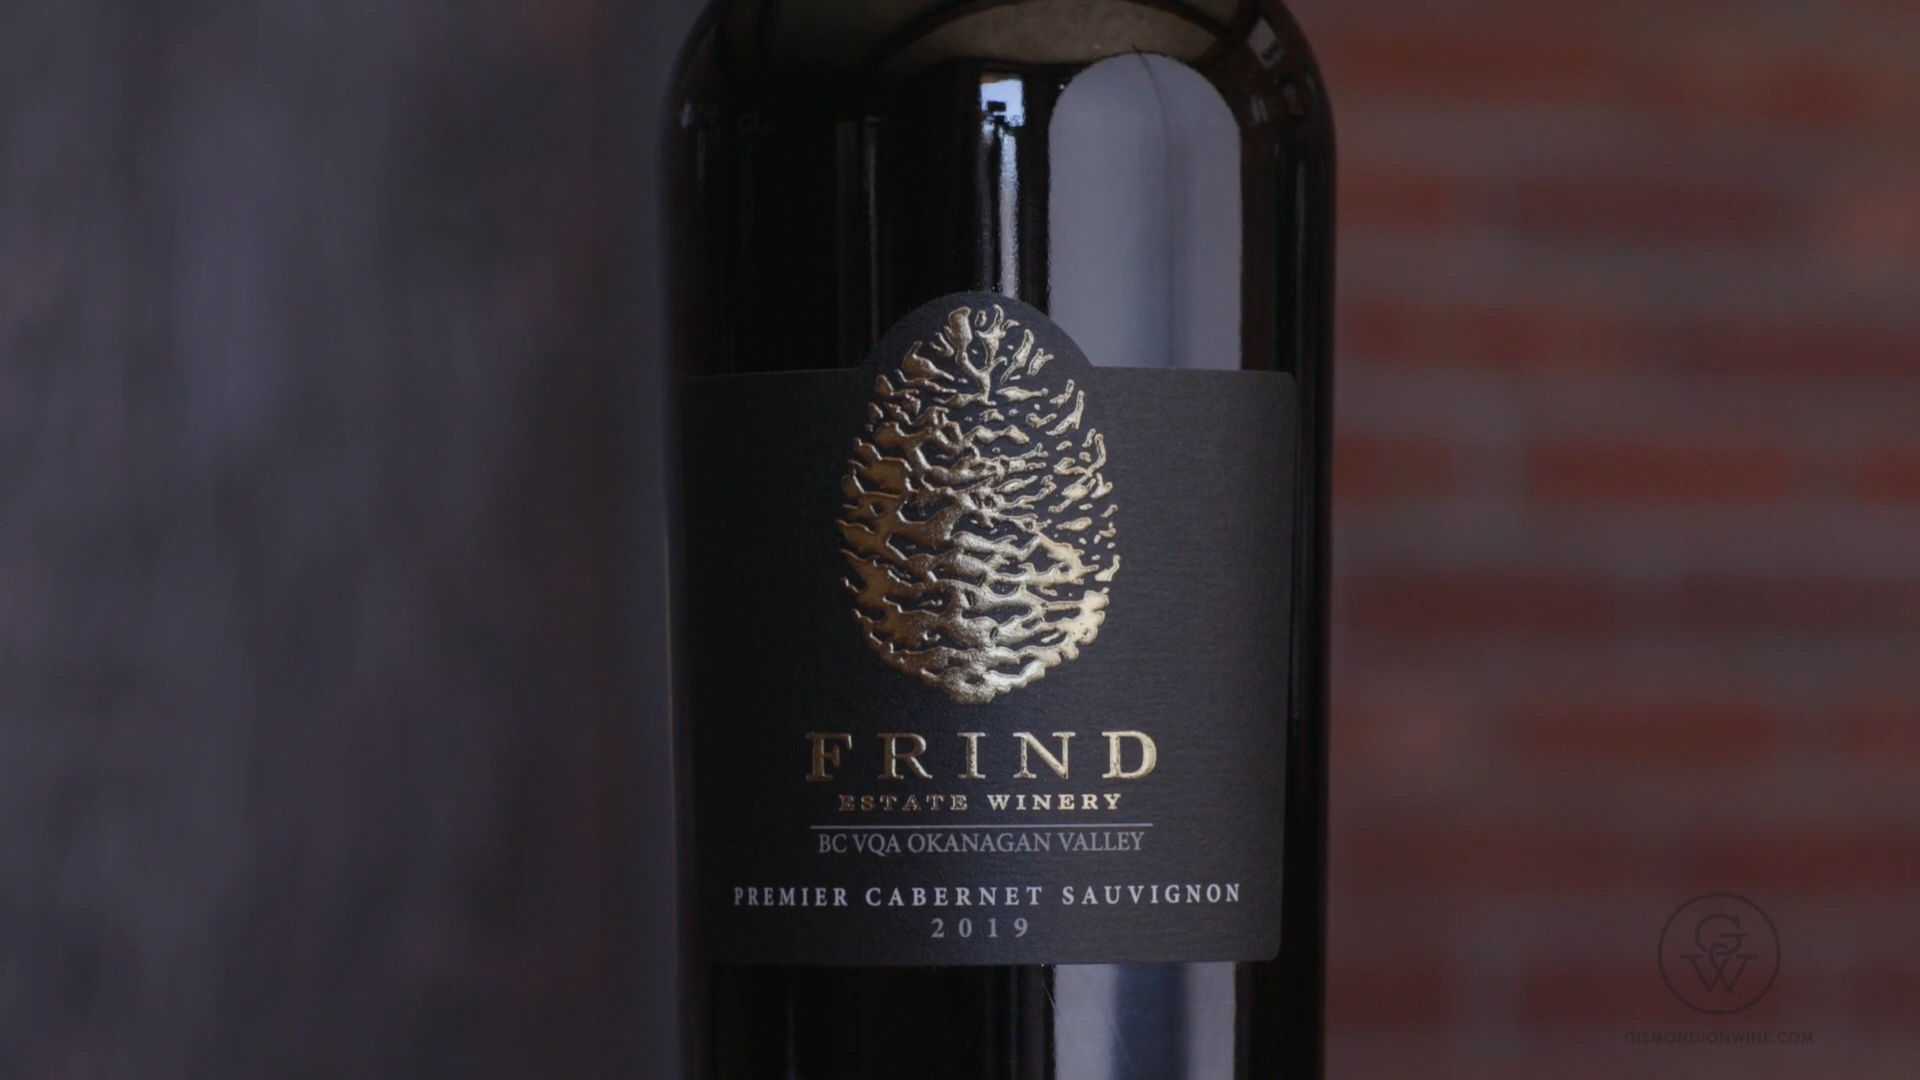 FRIND
ESTATE WINERY
BC VQA OKANAGAN VALLEY
PREMIER CABERNET SAUVIGNON
2019
GW
GISMONDIONWINE.COM